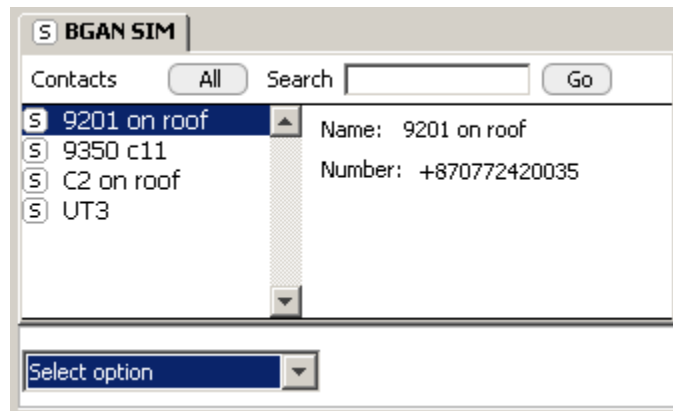 S BGAN SIM
Contacts All Search Go
S 9201 on roof
S 9350 c11
S C2 on roof
S UT3
Name: 9201 on roof
Number: +870772420035
Select option